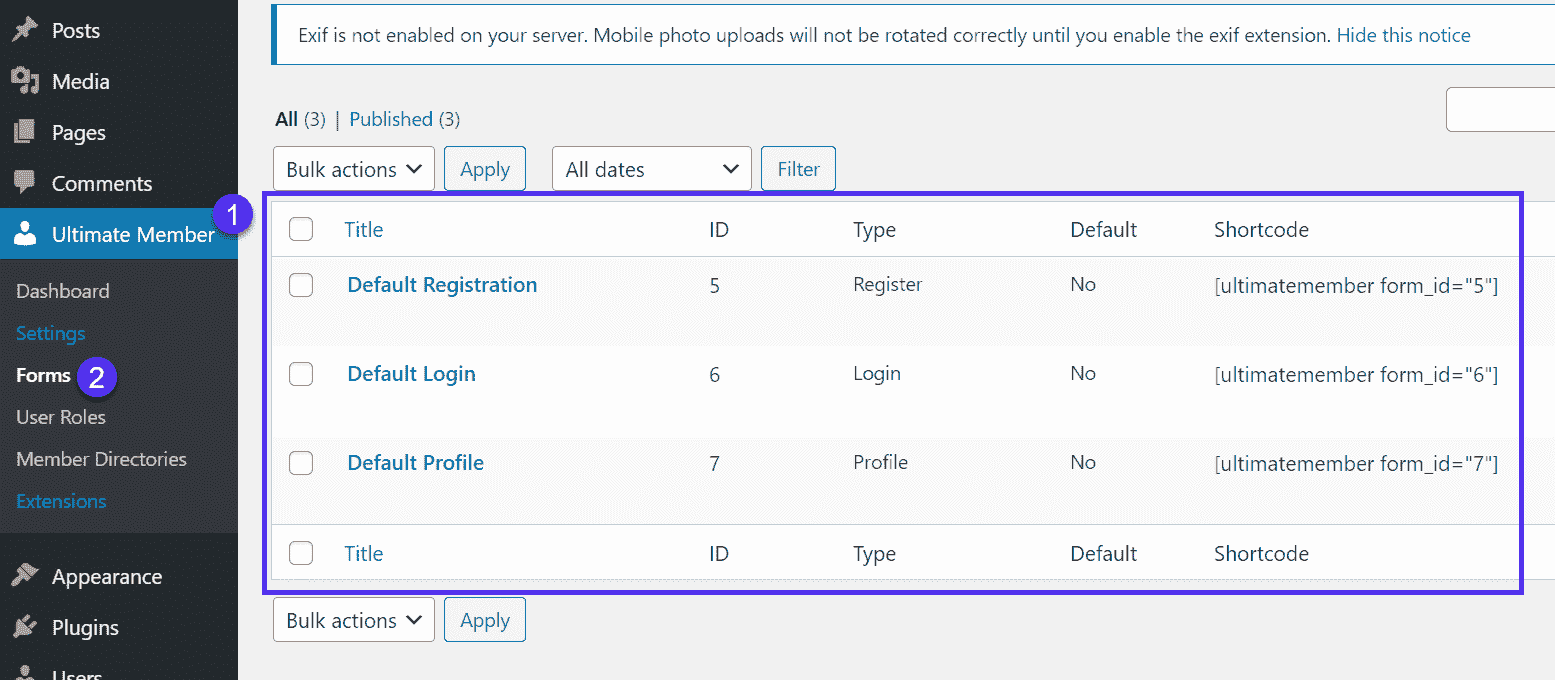 Posts
Media
Pages
Comments
Ultimate Member 1
Dashboard
Settings
Forms 2
User Roles
Member Directories
Extensions
Appearance
Plugins
Users
Exif is not enabled on your server. Mobile photo uploads will not be rotated correctly until you enable the exif extension. Hide this notice
All (3) | Published (3)
Bulk actions Apply All dates Filter
Title ID Type Default Shortcode
Default Registration 5 Register No [ultimatemember form_id="5"]
Default Login 6 Login No [ultimatemember form_id="6"]
Default Profile 7 Profile No [ultimatemember form_id="7"]
Title ID Type Default Shortcode
Bulk actions Apply